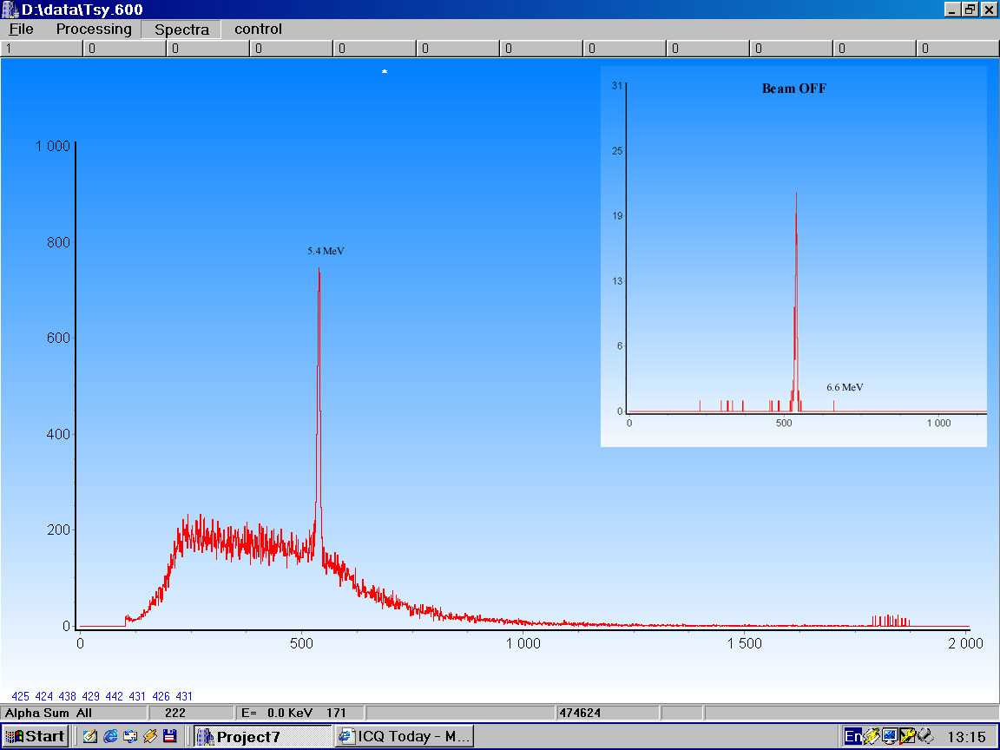 D:\data\Tsy.600
File Processing Spectra control
1 0 0 0 0 0 0 0 0 0 0 0
Beam OFF
31
25
19
13
6
0
6.6 MeV
0 500 1 000
1 000
800
600
400
200
0
5.4 MeV
0 500 1 000 1 500 2 000
425 424 438 429 442 431 426 431
Alpha Sum All 222 E= 0.0 KeV 171 474624
Start Project7 ICQ Today - M... En 13:15